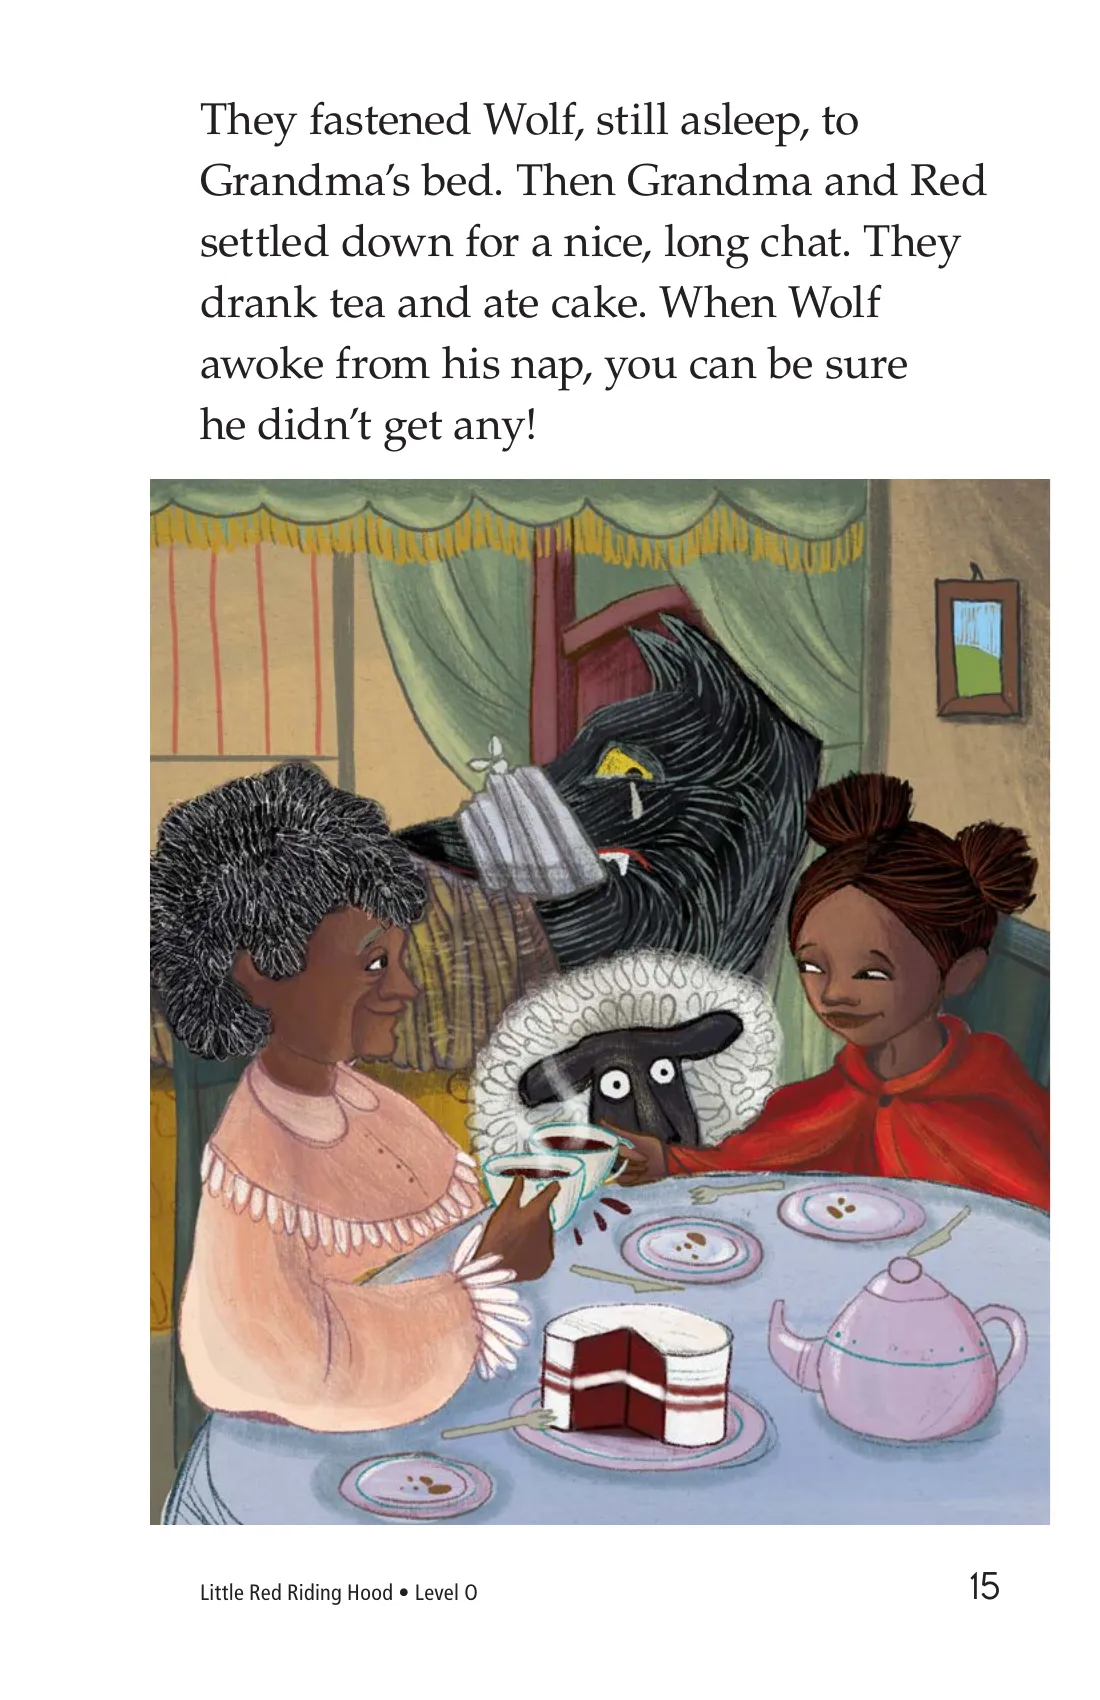 They fastened Wolf, still asleep, to
Grandma’s bed. Then Grandma and Red
settled down for a nice, long chat. They
drank tea and ate cake. When Wolf
awoke from his nap, you can be sure
he didn’t get any!
Little Red Riding Hood • Level O
15